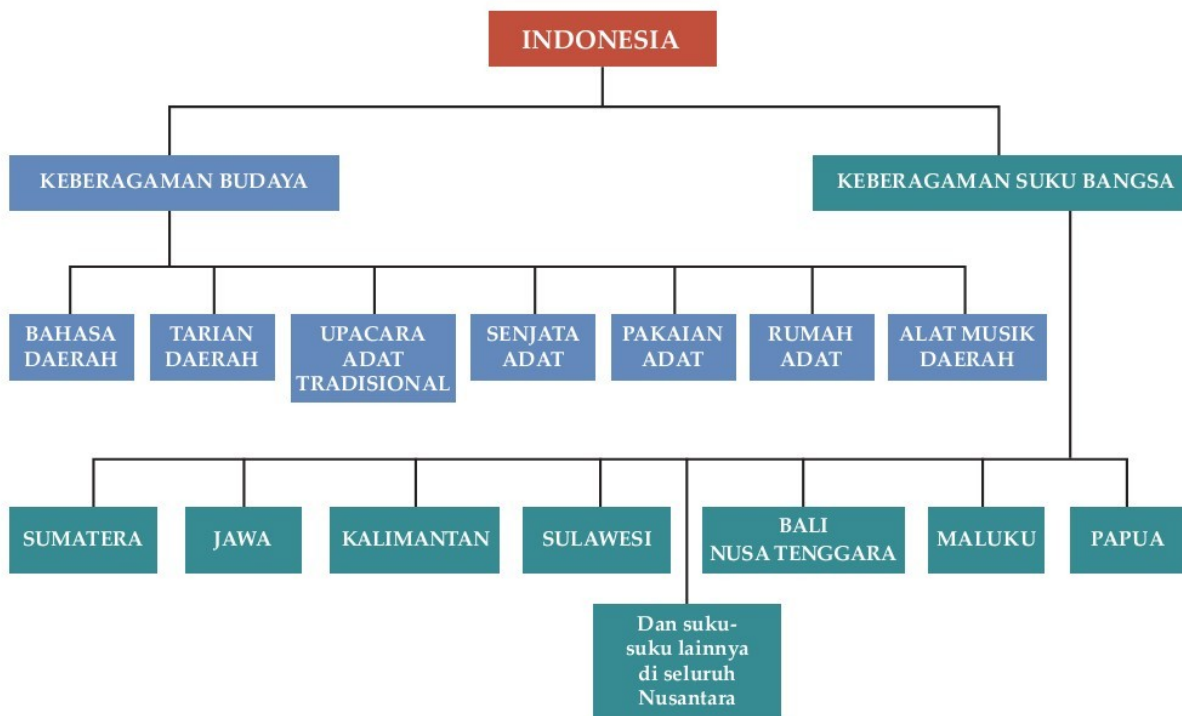 INDONESIA
KEBERAGAMAN BUDAYA
KEBERAGAMAN SUKU BANGSA
BAHASA
DAERAH
TARIAN
DAERAH
UPACARA
ADAT
TRADISIONAL
SENJATA
ADAT
PAKAIAN
ADAT
RUMAH
ADAT
ALAT MUSIK
DAERAH
SUMATERA
JAWA
KALIMANTAN
SULAWESI
BALI
NUSA TENGGARA
MALUKU
PAPUA
Dan suku-
suku lainnya
di seluruh
Nusantara